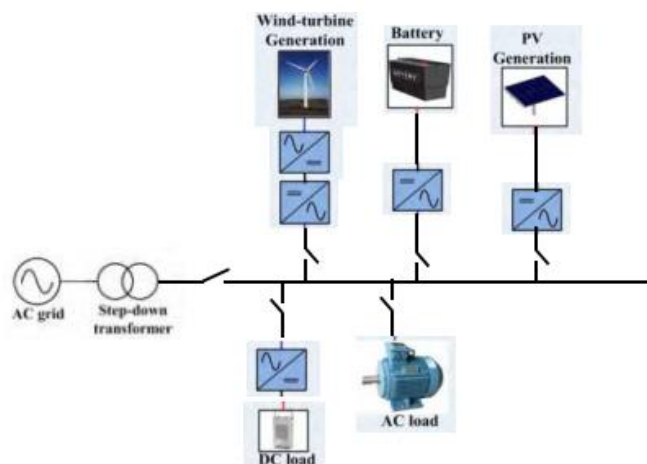 Wind-turbine
Generation
Battery
PV
Generation
AC grid
Step-down
transformer
AC load
DC load